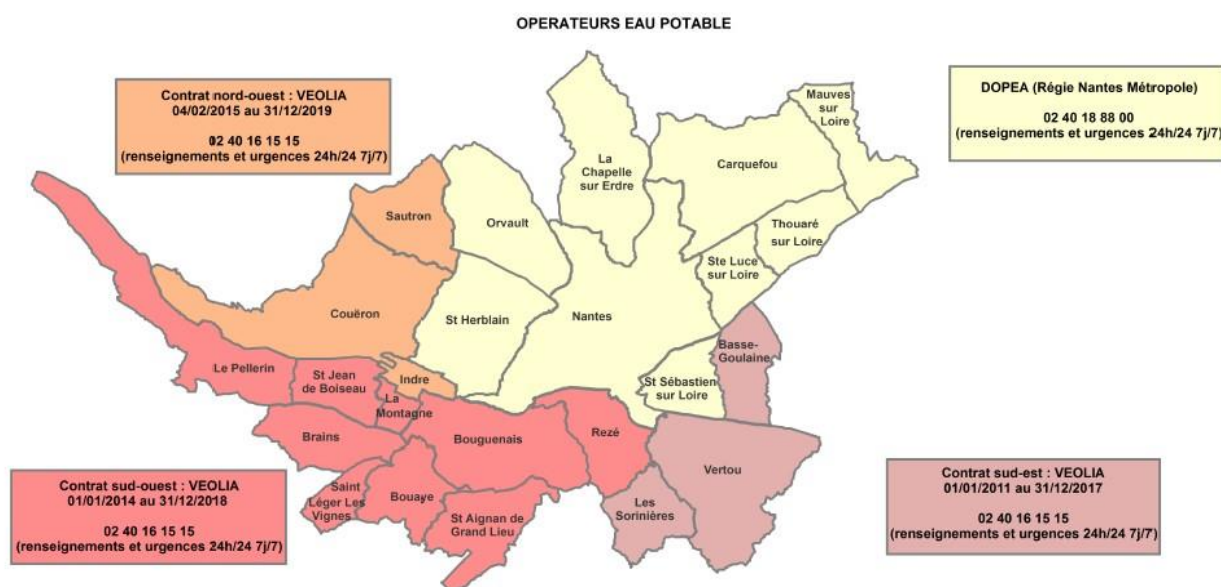 OPERATEURS EAU POTABLE
Contrat nord-ouest : VEOLIA
04/02/2015 au 31/12/2019
02 40 16 15 15
(renseignements et urgences 24h/24 7j/7)
DOPEA (Régie Nantes Métropole)
02 40 18 88 00
(renseignements et urgences 24h/24 7j/7)
Mauves
sur
Loire
La
Chapelle
sur Erdre
Carquefou
Sautron
Orvault
Thouaré
sur Loire
Ste Luce
sur Loire
Couëron
St Herblain
Nantes
Basse-
Goulaine
Le Pellerin
St Jean
de Boiseau
Indre
St Sébastien
sur Loire
La
Montagne
Brains
Bouguenais
Rezé
Vertou
Saint
Léger Les
Vignes
Bouaye
St Aignan de
Grand Lieu
Les
Sorinières
Contrat sud-ouest : VEOLIA
01/01/2014 au 31/12/2018
02 40 16 15 15
(renseignements et urgences 24h/24 7j/7)
Contrat sud-est : VEOLIA
01/01/2011 au 31/12/2017
02 40 16 15 15
(renseignements et urgences 24h/24 7j/7)